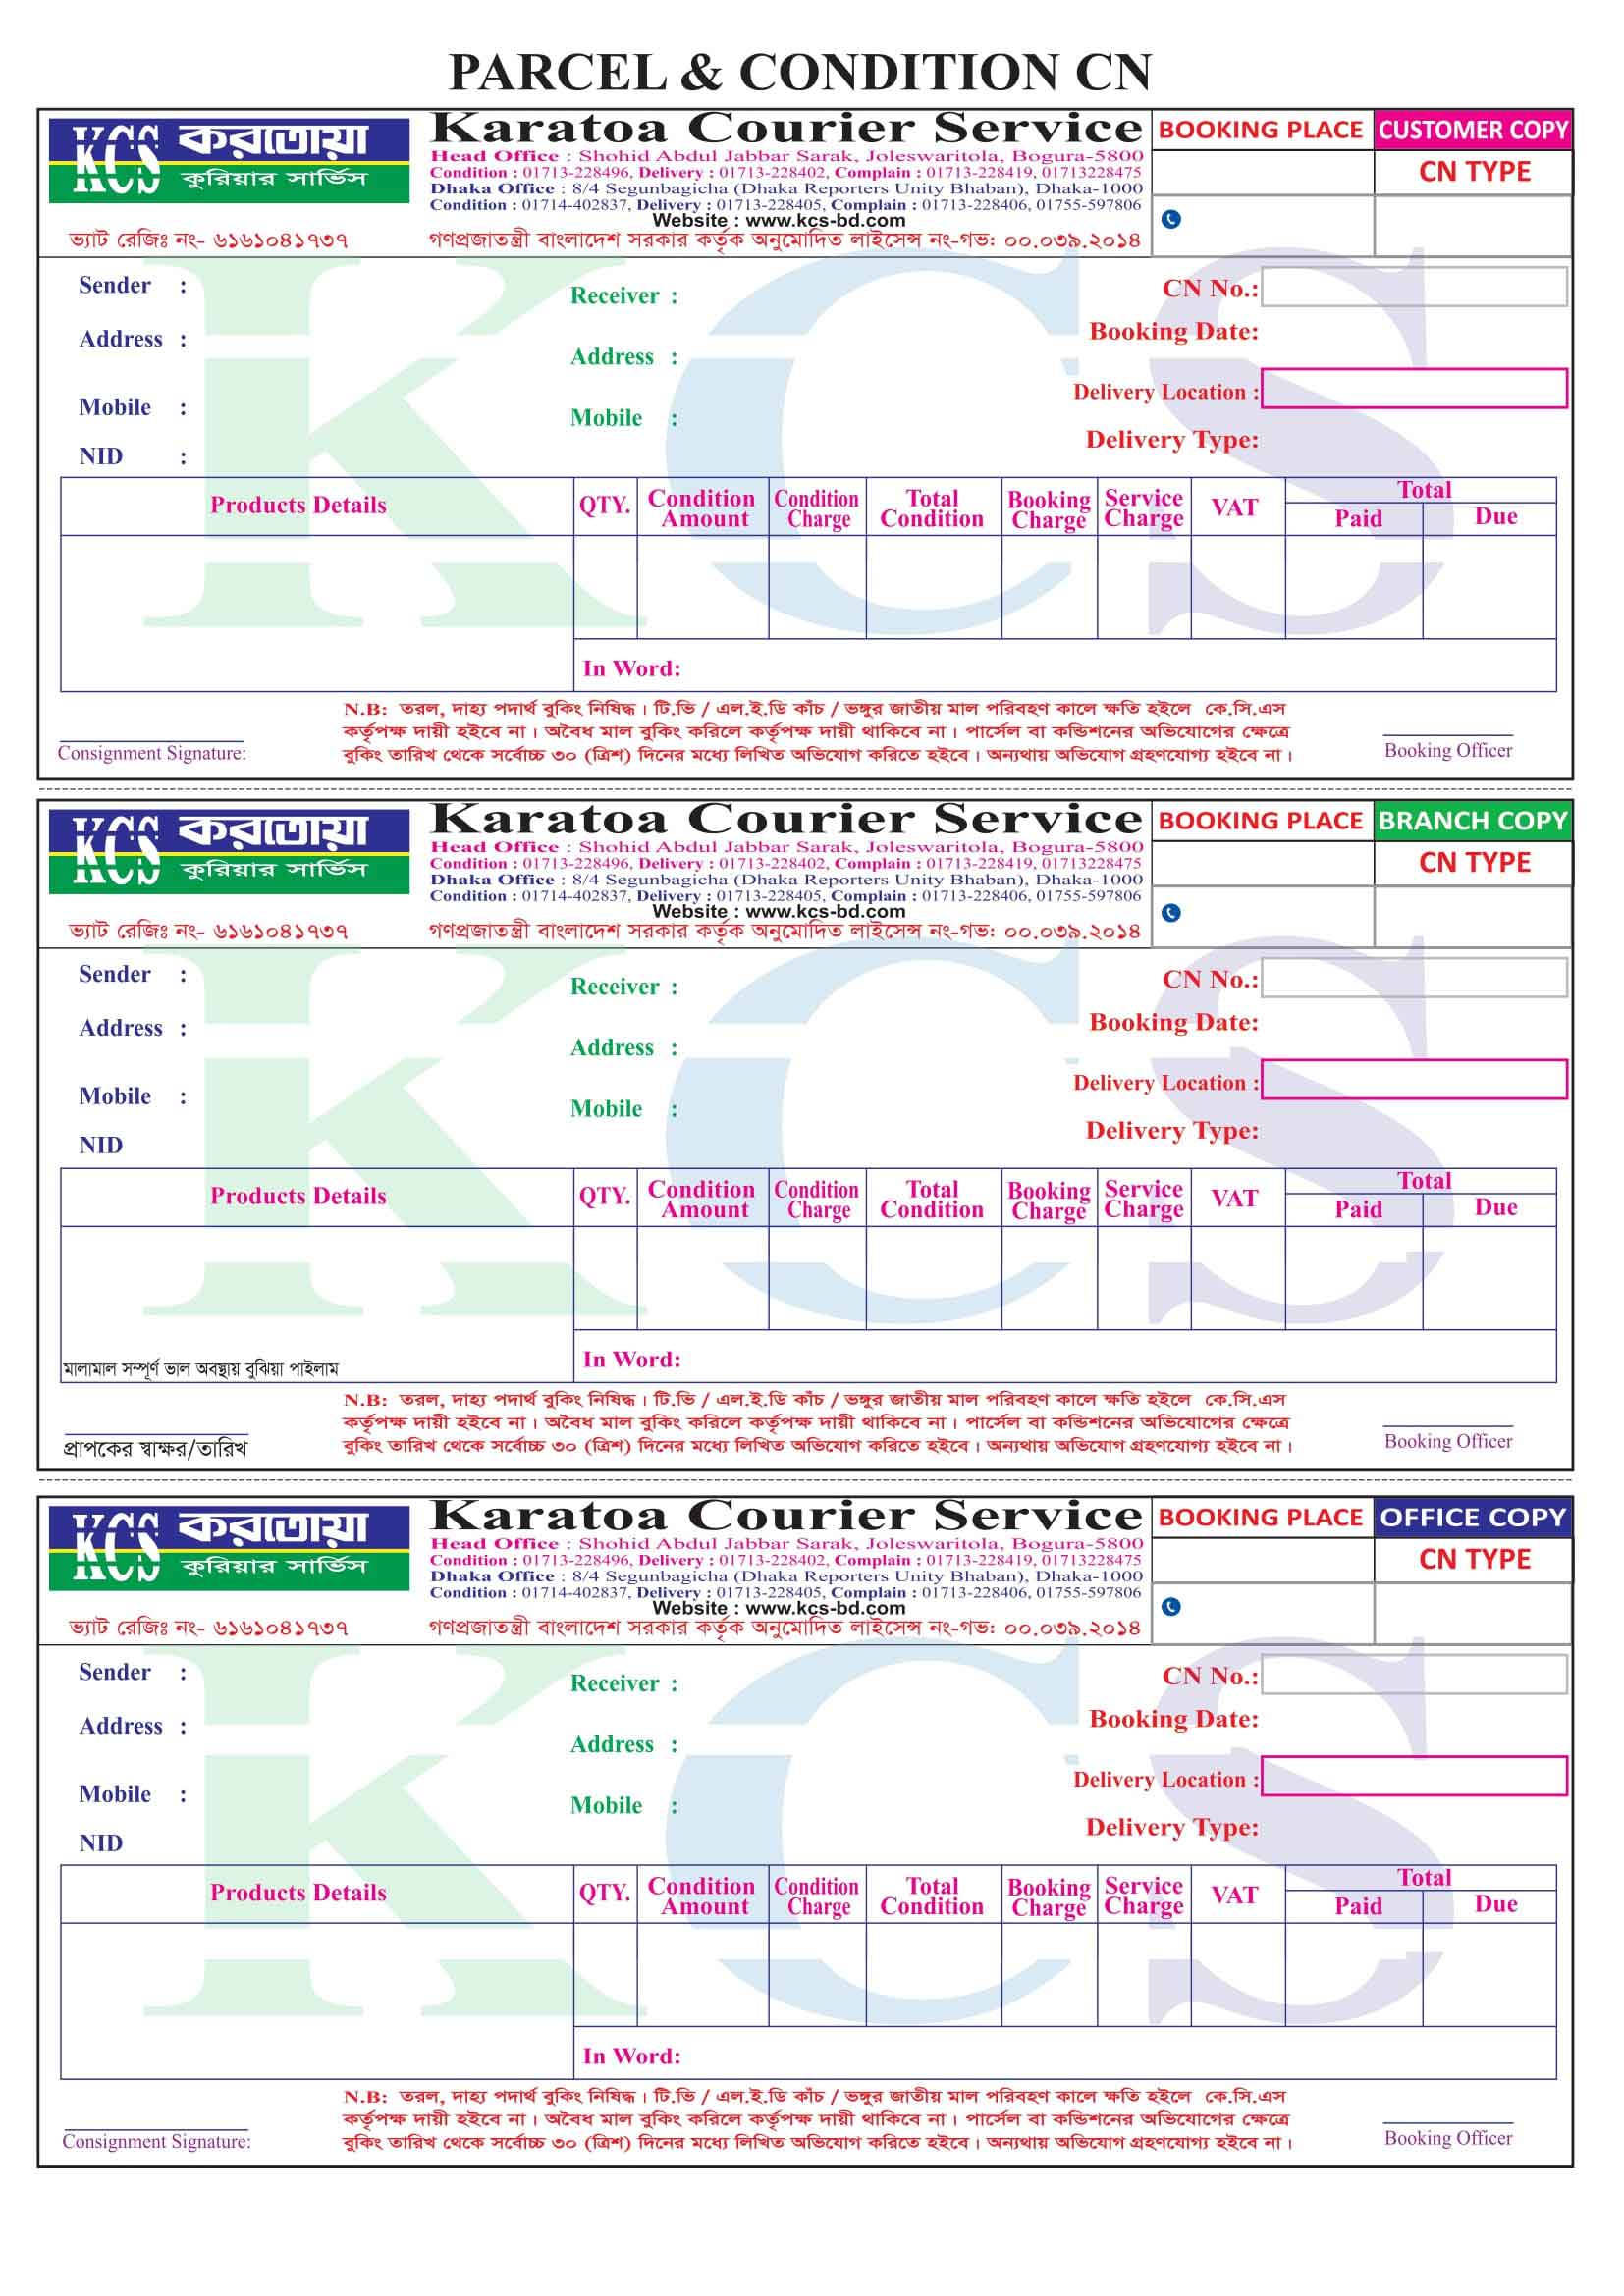 PARCEL & CONDITION CN
KCS করতোয়া
কুরিয়ার সার্ভিস
ভ্যাট রেজিঃ নং- ৬১৬১০৪১৭৩৭
Karatoa Courier Service
Head Office : Shohid Abdul Jabbar Sarak, Joleswaritola, Bogura-5800
Condition : 01713-228496, Delivery : 01713-228402, Complain : 01713-228419, 01713228475
Dhaka Office : 8/4 Segunbagicha (Dhaka Reporters Unity Bhaban), Dhaka-1000
Condition : 01714-402837, Delivery : 01713-228405, Complain : 01713-228406, 01755-597806
Website : www.kcs-bd.com
গণপ্রজাতন্ত্রী বাংলাদেশ সরকার কর্তৃক অনুমোদিত লাইসেন্স নং-গভ: ০০.০৩৯.২০১৪
BOOKING PLACE CUSTOMER COPY
CN TYPE
KCS
Sender :
Address :
Mobile :
NID :
Receiver :
Address :
Mobile :
CN No.:
Booking Date:
Delivery Location :
Delivery Type:
Products Details QTY. Condition Amount Condition Charge Total Condition Booking Charge Service Charge VAT Total Paid Due
In Word:
N.B: তরল, দাহ্য পদার্থ বুকিং নিষিদ্ধ। টি.ভি / এল.ই.ডি কাঁচ / ভঙ্গুর জাতীয় মাল পরিবহণ কালে ক্ষতি হইলে কে.সি.এস
কর্তৃপক্ষ দায়ী হইবে না। অবৈধ মাল বুকিং করিলে কর্তৃপক্ষ দায়ী থাকিবে না। পার্সেল বা কন্ডিশনের অভিযোগের ক্ষেত্রে
বুকিং তারিখ থেকে সর্বোচ্চ ৩০ (ত্রিশ) দিনের মধ্যে লিখিত অভিযোগ করিতে হইবে। অন্যথায় অভিযোগ গ্রহণযোগ্য হইবে না।
Consignment Signature:
Booking Officer
KCS করতোয়া
কুরিয়ার সার্ভিস
ভ্যাট রেজিঃ নং- ৬১৬১০৪১৭৩৭
Karatoa Courier Service
Head Office : Shohid Abdul Jabbar Sarak, Joleswaritola, Bogura-5800
Condition : 01713-228496, Delivery : 01713-228402, Complain : 01713-228419, 01713228475
Dhaka Office : 8/4 Segunbagicha (Dhaka Reporters Unity Bhaban), Dhaka-1000
Condition : 01714-402837, Delivery : 01713-228405, Complain : 01713-228406, 01755-597806
Website : www.kcs-bd.com
গণপ্রজাতন্ত্রী বাংলাদেশ সরকার কর্তৃক অনুমোদিত লাইসেন্স নং-গভ: ০০.০৩৯.২০১৪
BOOKING PLACE BRANCH COPY
CN TYPE
KCS
Sender :
Address :
Mobile :
NID
Receiver :
Address :
Mobile :
CN No.:
Booking Date:
Delivery Location :
Delivery Type:
Products Details QTY. Condition Amount Condition Charge Total Condition Booking Charge Service Charge VAT Total Paid Due
মালামাল সম্পূর্ণ ভাল অবস্থায় বুঝিয়া পাইলাম
In Word:
N.B: তরল, দাহ্য পদার্থ বুকিং নিষিদ্ধ। টি.ভি / এল.ই.ডি কাঁচ / ভঙ্গুর জাতীয় মাল পরিবহণ কালে ক্ষতি হইলে কে.সি.এস
কর্তৃপক্ষ দায়ী হইবে না। অবৈধ মাল বুকিং করিলে কর্তৃপক্ষ দায়ী থাকিবে না। পার্সেল বা কন্ডিশনের অভিযোগের ক্ষেত্রে
বুকিং তারিখ থেকে সর্বোচ্চ ৩০ (ত্রিশ) দিনের মধ্যে লিখিত অভিযোগ করিতে হইবে। অন্যথায় অভিযোগ গ্রহণযোগ্য হইবে না।
প্রাপকের স্বাক্ষর/তারিখ
Booking Officer
KCS করতোয়া
কুরিয়ার সার্ভিস
ভ্যাট রেজিঃ নং- ৬১৬১০৪১৭৩৭
Karatoa Courier Service
Head Office : Shohid Abdul Jabbar Sarak, Joleswaritola, Bogura-5800
Condition : 01713-228496, Delivery : 01713-228402, Complain : 01713-228419, 01713228475
Dhaka Office : 8/4 Segunbagicha (Dhaka Reporters Unity Bhaban), Dhaka-1000
Condition : 01714-402837, Delivery : 01713-228405, Complain : 01713-228406, 01755-597806
Website : www.kcs-bd.com
গণপ্রজাতন্ত্রী বাংলাদেশ সরকার কর্তৃক অনুমোদিত লাইসেন্স নং-গভ: ০০.০৩৯.২০১৪
BOOKING PLACE OFFICE COPY
CN TYPE
KCS
Sender :
Address :
Mobile :
NID
Receiver :
Address :
Mobile :
CN No.:
Booking Date:
Delivery Location :
Delivery Type:
Products Details QTY. Condition Amount Condition Charge Total Condition Booking Charge Service Charge VAT Total Paid Due
In Word:
N.B: তরল, দাহ্য পদার্থ বুকিং নিষিদ্ধ। টি.ভি / এল.ই.ডি কাঁচ / ভঙ্গুর জাতীয় মাল পরিবহণ কালে ক্ষতি হইলে কে.সি.এস
কর্তৃপক্ষ দায়ী হইবে না। অবৈধ মাল বুকিং করিলে কর্তৃপক্ষ দায়ী থাকিবে না। পার্সেল বা কন্ডিশনের অভিযোগের ক্ষেত্রে
বুকিং তারিখ থেকে সর্বোচ্চ ৩০ (ত্রিশ) দিনের মধ্যে লিখিত অভিযোগ করিতে হইবে। অন্যথায় অভিযোগ গ্রহণযোগ্য হইবে না।
Consignment Signature:
Booking Officer